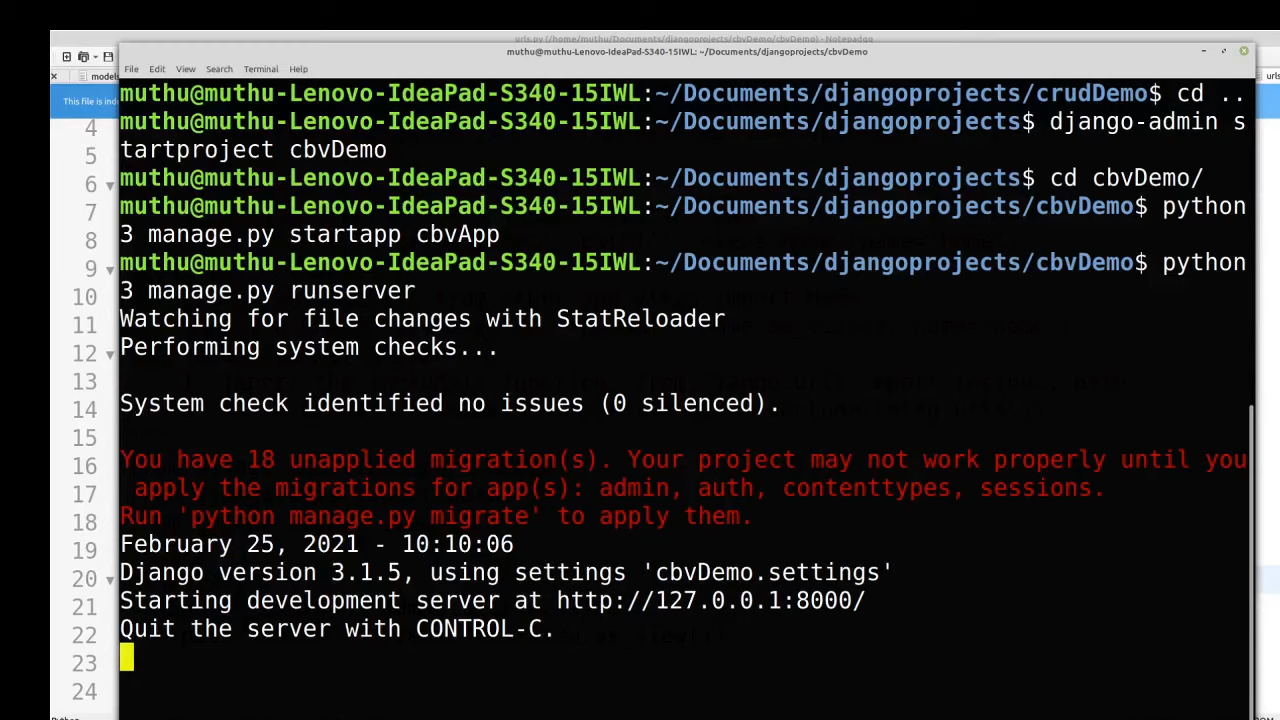 urls.py (/home/muthu/Documents/djangoprojects/cbvDemo/cbvDemo) - Notepadqq
muthu@muthu-Lenovo-IdeaPad-S340-15IWL: ~/Documents/djangoprojects/cbvDemo
File Edit View Search Terminal Help
models
urls
This file is
muthu@muthu-Lenovo-IdeaPad-S340-15IWL:~/Documents/djangoprojects/crudDemo$ cd ..
muthu@muthu-Lenovo-IdeaPad-S340-15IWL:~/Documents/djangoprojects$ django-admin s
tartproject cbvDemo
muthu@muthu-Lenovo-IdeaPad-S340-15IWL:~/Documents/djangoprojects$ cd cbvDemo/
muthu@muthu-Lenovo-IdeaPad-S340-15IWL:~/Documents/djangoprojects/cbvDemo$ python
3 manage.py startapp cbvApp
muthu@muthu-Lenovo-IdeaPad-S340-15IWL:~/Documents/djangoprojects/cbvDemo$ python
3 manage.py runserver
Watching for file changes with StatReloader
Performing system checks...
System check identified no issues (0 silenced).
You have 18 unapplied migration(s). Your project may not work properly until you
apply the migrations for app(s): admin, auth, contenttypes, sessions.
Run 'python manage.py migrate' to apply them.
February 25, 2021 - 10:10:06
Django version 3.1.5, using settings 'cbvDemo.settings'
Starting development server at http://127.0.0.1:8000/
Quit the server with CONTROL-C.
4
5
6
7
8
9
10
11
12
13
14
15
16
17
18
19
20
21
22
23
24